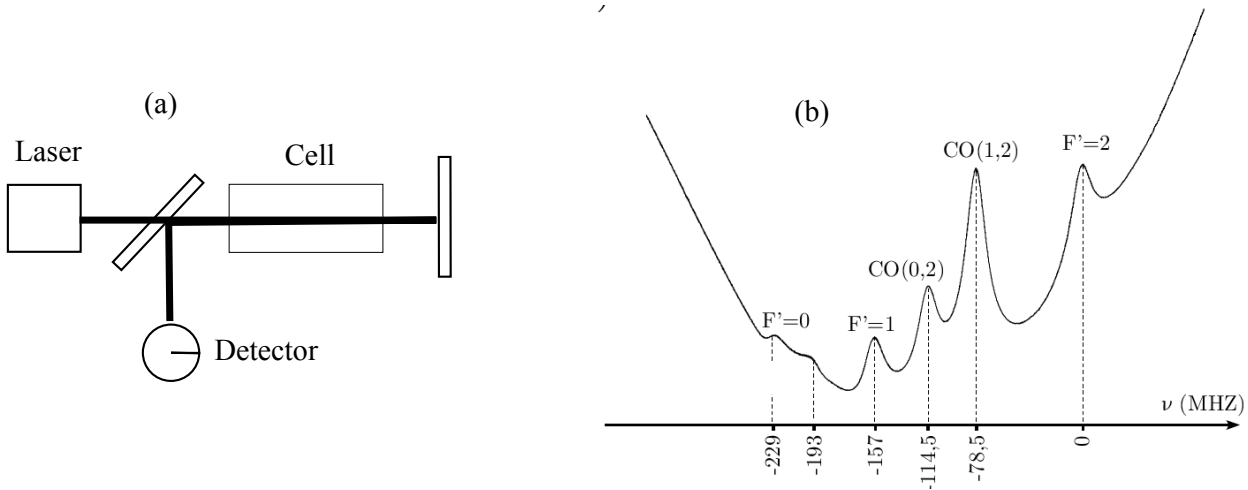 (a)
Laser
Cell
Detector
(b)
CO(1,2)
F'=2
CO(0,2)
F'=0
F'=1
ν (MHZ)
-229
-193
-157
-114,5
-78,5
0